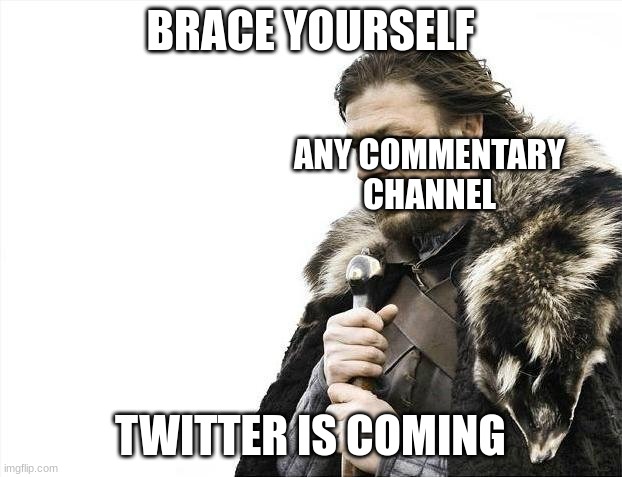 BRACE YOURSELF
ANY COMMENTARY
CHANNEL
TWITTER IS COMING
imgflip.com